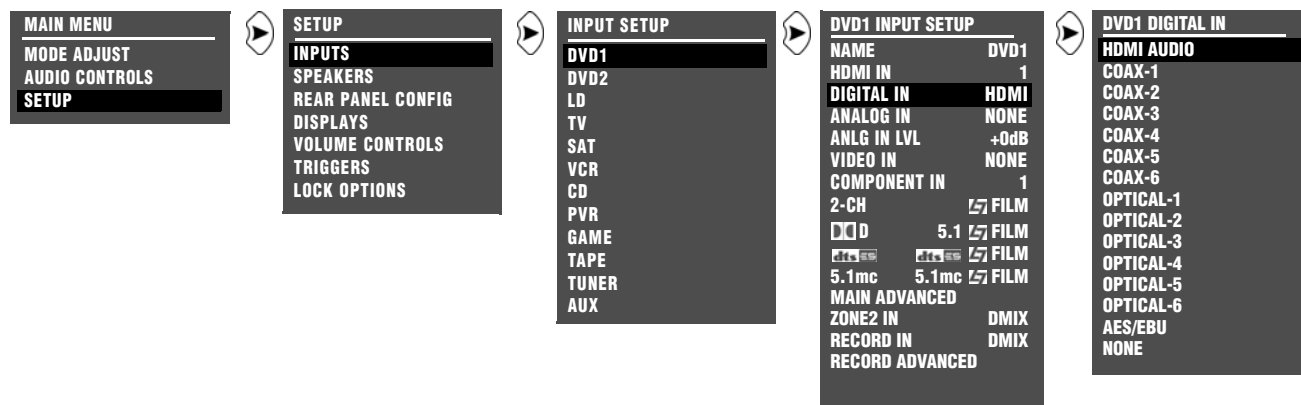 MAIN MENU
MODE ADJUST
AUDIO CONTROLS
SETUP
SETUP
INPUTS
SPEAKERS
REAR PANEL CONFIG
DISPLAYS
VOLUME CONTROLS
TRIGGERS
LOCK OPTIONS
INPUT SETUP
DVD1
DVD2
LD
TV
SAT
VCR
CD
PVR
GAME
TAPE
TUNER
AUX
DVD1 INPUT SETUP
NAME DVD1
HDMI IN 1
DIGITAL IN HDMI
ANALOG IN NONE
ANLG IN LVL +0dB
VIDEO IN NONE
COMPONENT IN 1
2-CH FILM
D 5.1 FILM
dts ES dts ES FILM
5.1mc 5.1mc FILM
MAIN ADVANCED
ZONE2 IN DMIX
RECORD IN DMIX
RECORD ADVANCED
DVD1 DIGITAL IN
HDMI AUDIO
COAX-1
COAX-2
COAX-3
COAX-4
COAX-5
COAX-6
OPTICAL-1
OPTICAL-2
OPTICAL-3
OPTICAL-4
OPTICAL-5
OPTICAL-6
AES/EBU
NONE